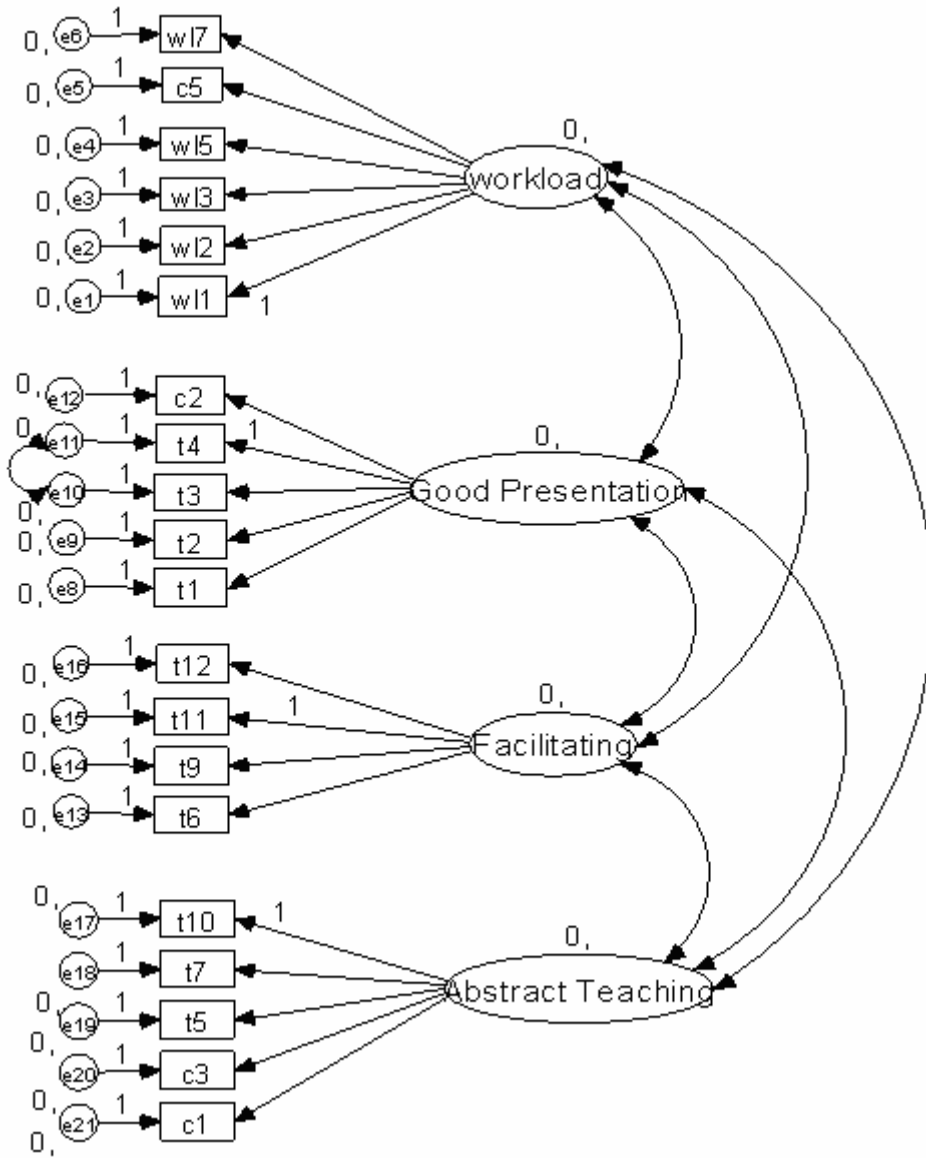 0, e6 1 wl7
0, e5 1 c5
0, e4 1 wl5
0,
workload
0, e3 1 wl3
0, e2 1 wl2
0, e1 1 wl1
1
0, e12 1 c2
0, e11 1 t4
1
0,
Good Presentation
e10 1 t3
0,
0, e9 1 t2
0, e8 1 t1
0, e16 1 t12
0, e15 1 t11
1
0,
Facilitating
0, e14 1 t9
0, e13 1 t6
0, e17 1 t10
1
0,
Abstract Teaching
e18 1 t7
0, e19 1 t5
0, e20 1 c3
0, e21 1 c1
0,